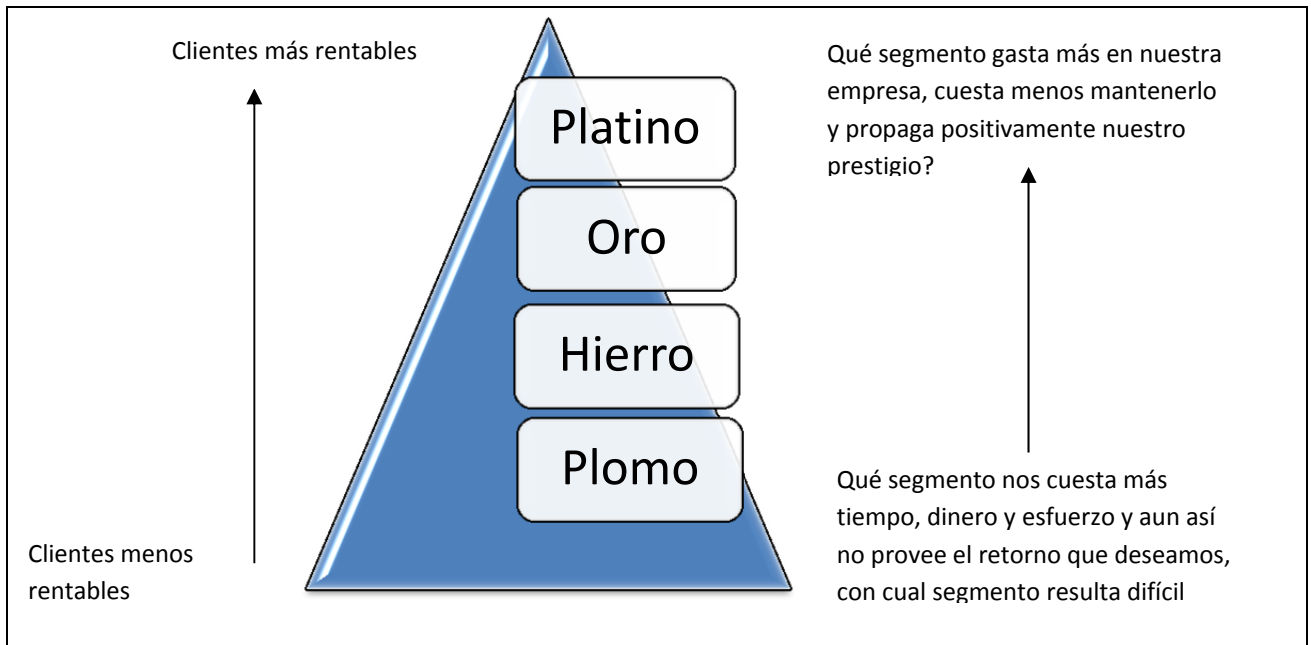 Clientes más rentables
Qué segmento gasta más en nuestra
empresa, cuesta menos mantenerlo
y propaga positivamente nuestro
prestigio?
Platino
Oro
Hierro
Plomo
Clientes menos
rentables
Qué segmento nos cuesta más
tiempo, dinero y esfuerzo y aun así
no provee el retorno que deseamos,
con cual segmento resulta difícil